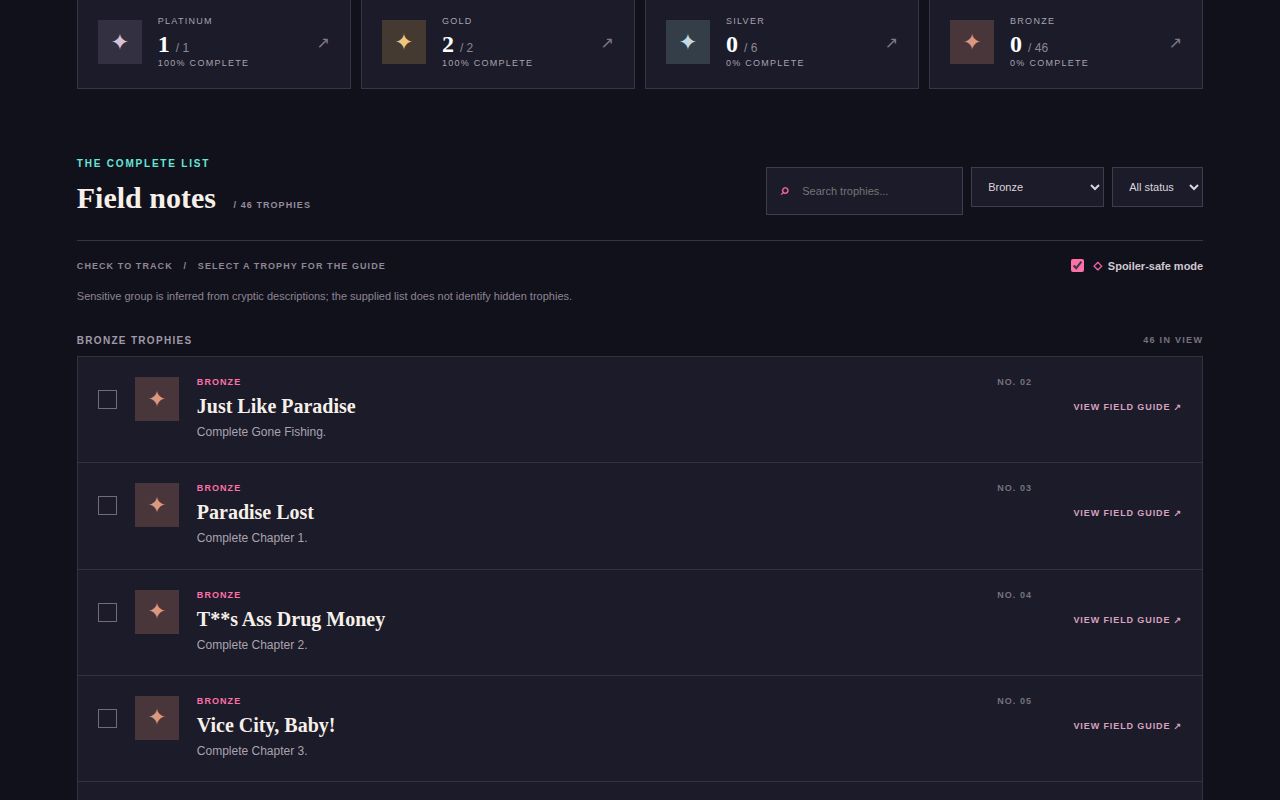 PLATINUM
1 / 1
100% COMPLETE
↗
GOLD
2 / 2
100% COMPLETE
↗
SILVER
0 / 6
0% COMPLETE
↗
BRONZE
0 / 46
0% COMPLETE
↗
THE COMPLETE LIST
Field notes / 46 TROPHIES
Search trophies...
Bronze
All status
CHECK TO TRACK / SELECT A TROPHY FOR THE GUIDE
Spoiler-safe mode
Sensitive group is inferred from cryptic descriptions; the supplied list does not identify hidden trophies.
BRONZE TROPHIES
46 IN VIEW
BRONZE
NO. 02
Just Like Paradise
VIEW FIELD GUIDE ↗
Complete Gone Fishing.
BRONZE
NO. 03
Paradise Lost
VIEW FIELD GUIDE ↗
Complete Chapter 1.
BRONZE
NO. 04
T**s Ass Drug Money
VIEW FIELD GUIDE ↗
Complete Chapter 2.
BRONZE
NO. 05
Vice City, Baby!
VIEW FIELD GUIDE ↗
Complete Chapter 3.